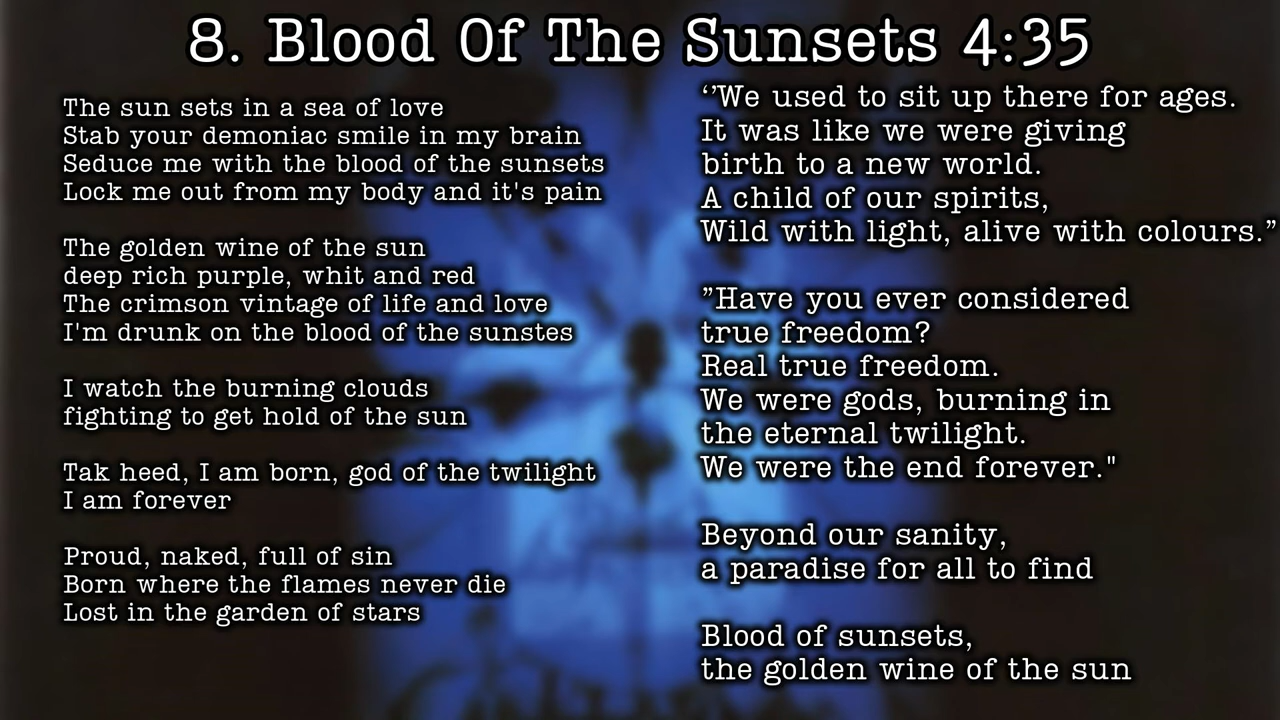 8. Blood Of The Sunsets 4:35
The sun sets in a sea of love
Stab your demoniac smile in my brain
Seduce me with the blood of the sunsets
Lock me out from my body and it's pain
The golden wine of the sun
deep rich purple, whit and red
The crimson vintage of life and love
I'm drunk on the blood of the sunstes
I watch the burning clouds
fighting to get hold of the sun
Tak heed, I am born, god of the twilight
I am forever
Proud, naked, full of sin
Born where the flames never die
Lost in the garden of stars
‘’We used to sit up there for ages.
It was like we were giving
birth to a new world.
A child of our spirits,
Wild with light, alive with colours.”
”Have you ever considered
true freedom?
Real true freedom.
We were gods, burning in
the eternal twilight.
We were the end forever."
Beyond our sanity,
a paradise for all to find
Blood of sunsets,
the golden wine of the sun